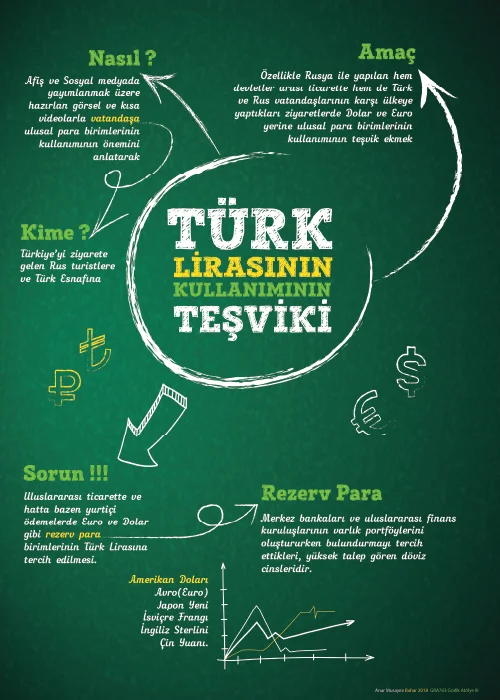 Nasıl ?
Afiş ve Sosyal medyada
yayımlanmak üzere
hazırlan görsel ve kısa
videolarla vatandaşa
ulusal para birimlerinin
kullanımının önemini
anlatarak
Amaç
Özellikle Rusya ile yapılan hem
devletler arası ticarette hem de Türk
ve Rus vatandaşlarının karşı ülkeye
yaptıkları ziyaretlerde Dolar ve Euro
yerine ulusal para birimlerinin
kullanımın teşvik ekmek
Kime ?
Türkiye'yi ziyarete
gelen Rus turistlere
ve Türk Esnafına
TÜRK
LİRASININ
KULLANIMININ
TEŞVİKİ
Sorun !!!
Uluslararası ticarette ve
hatta bazen yurtiçi
ödemelerde Euro ve Dolar
gibi rezerv para
birimlerinin Türk Lirasına
tercih edilmesi.
Rezerv Para
Merkez bankaları ve uluslararası finans
kuruluşlarının varlık portföylerini
oluştururken bulundurmayı tercih
ettikleri, yüksek talep gören döviz
cinsleridir.
Amerikan Doları
Avro(Euro)
Japon Yeni
İsviçre Frangı
İngiliz Sterlini
Çin Yuanı.